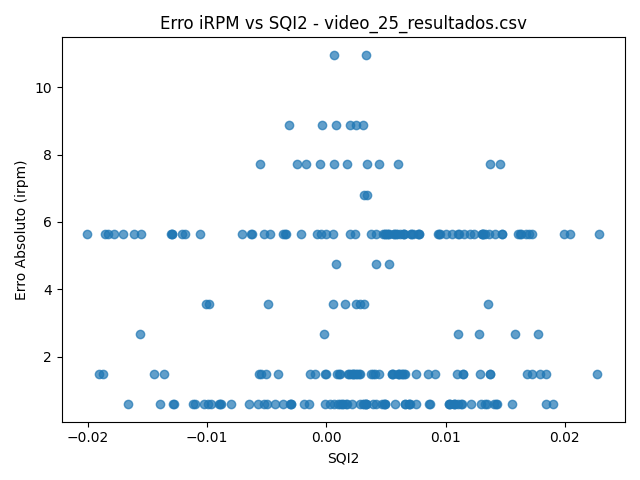 Erro iRPM vs SQI2 - video_25_resultados.csv
Erro Absoluto (irpm)
10
8
6
4
2
−0.02 −0.01 0.00 0.01 0.02
SQI2